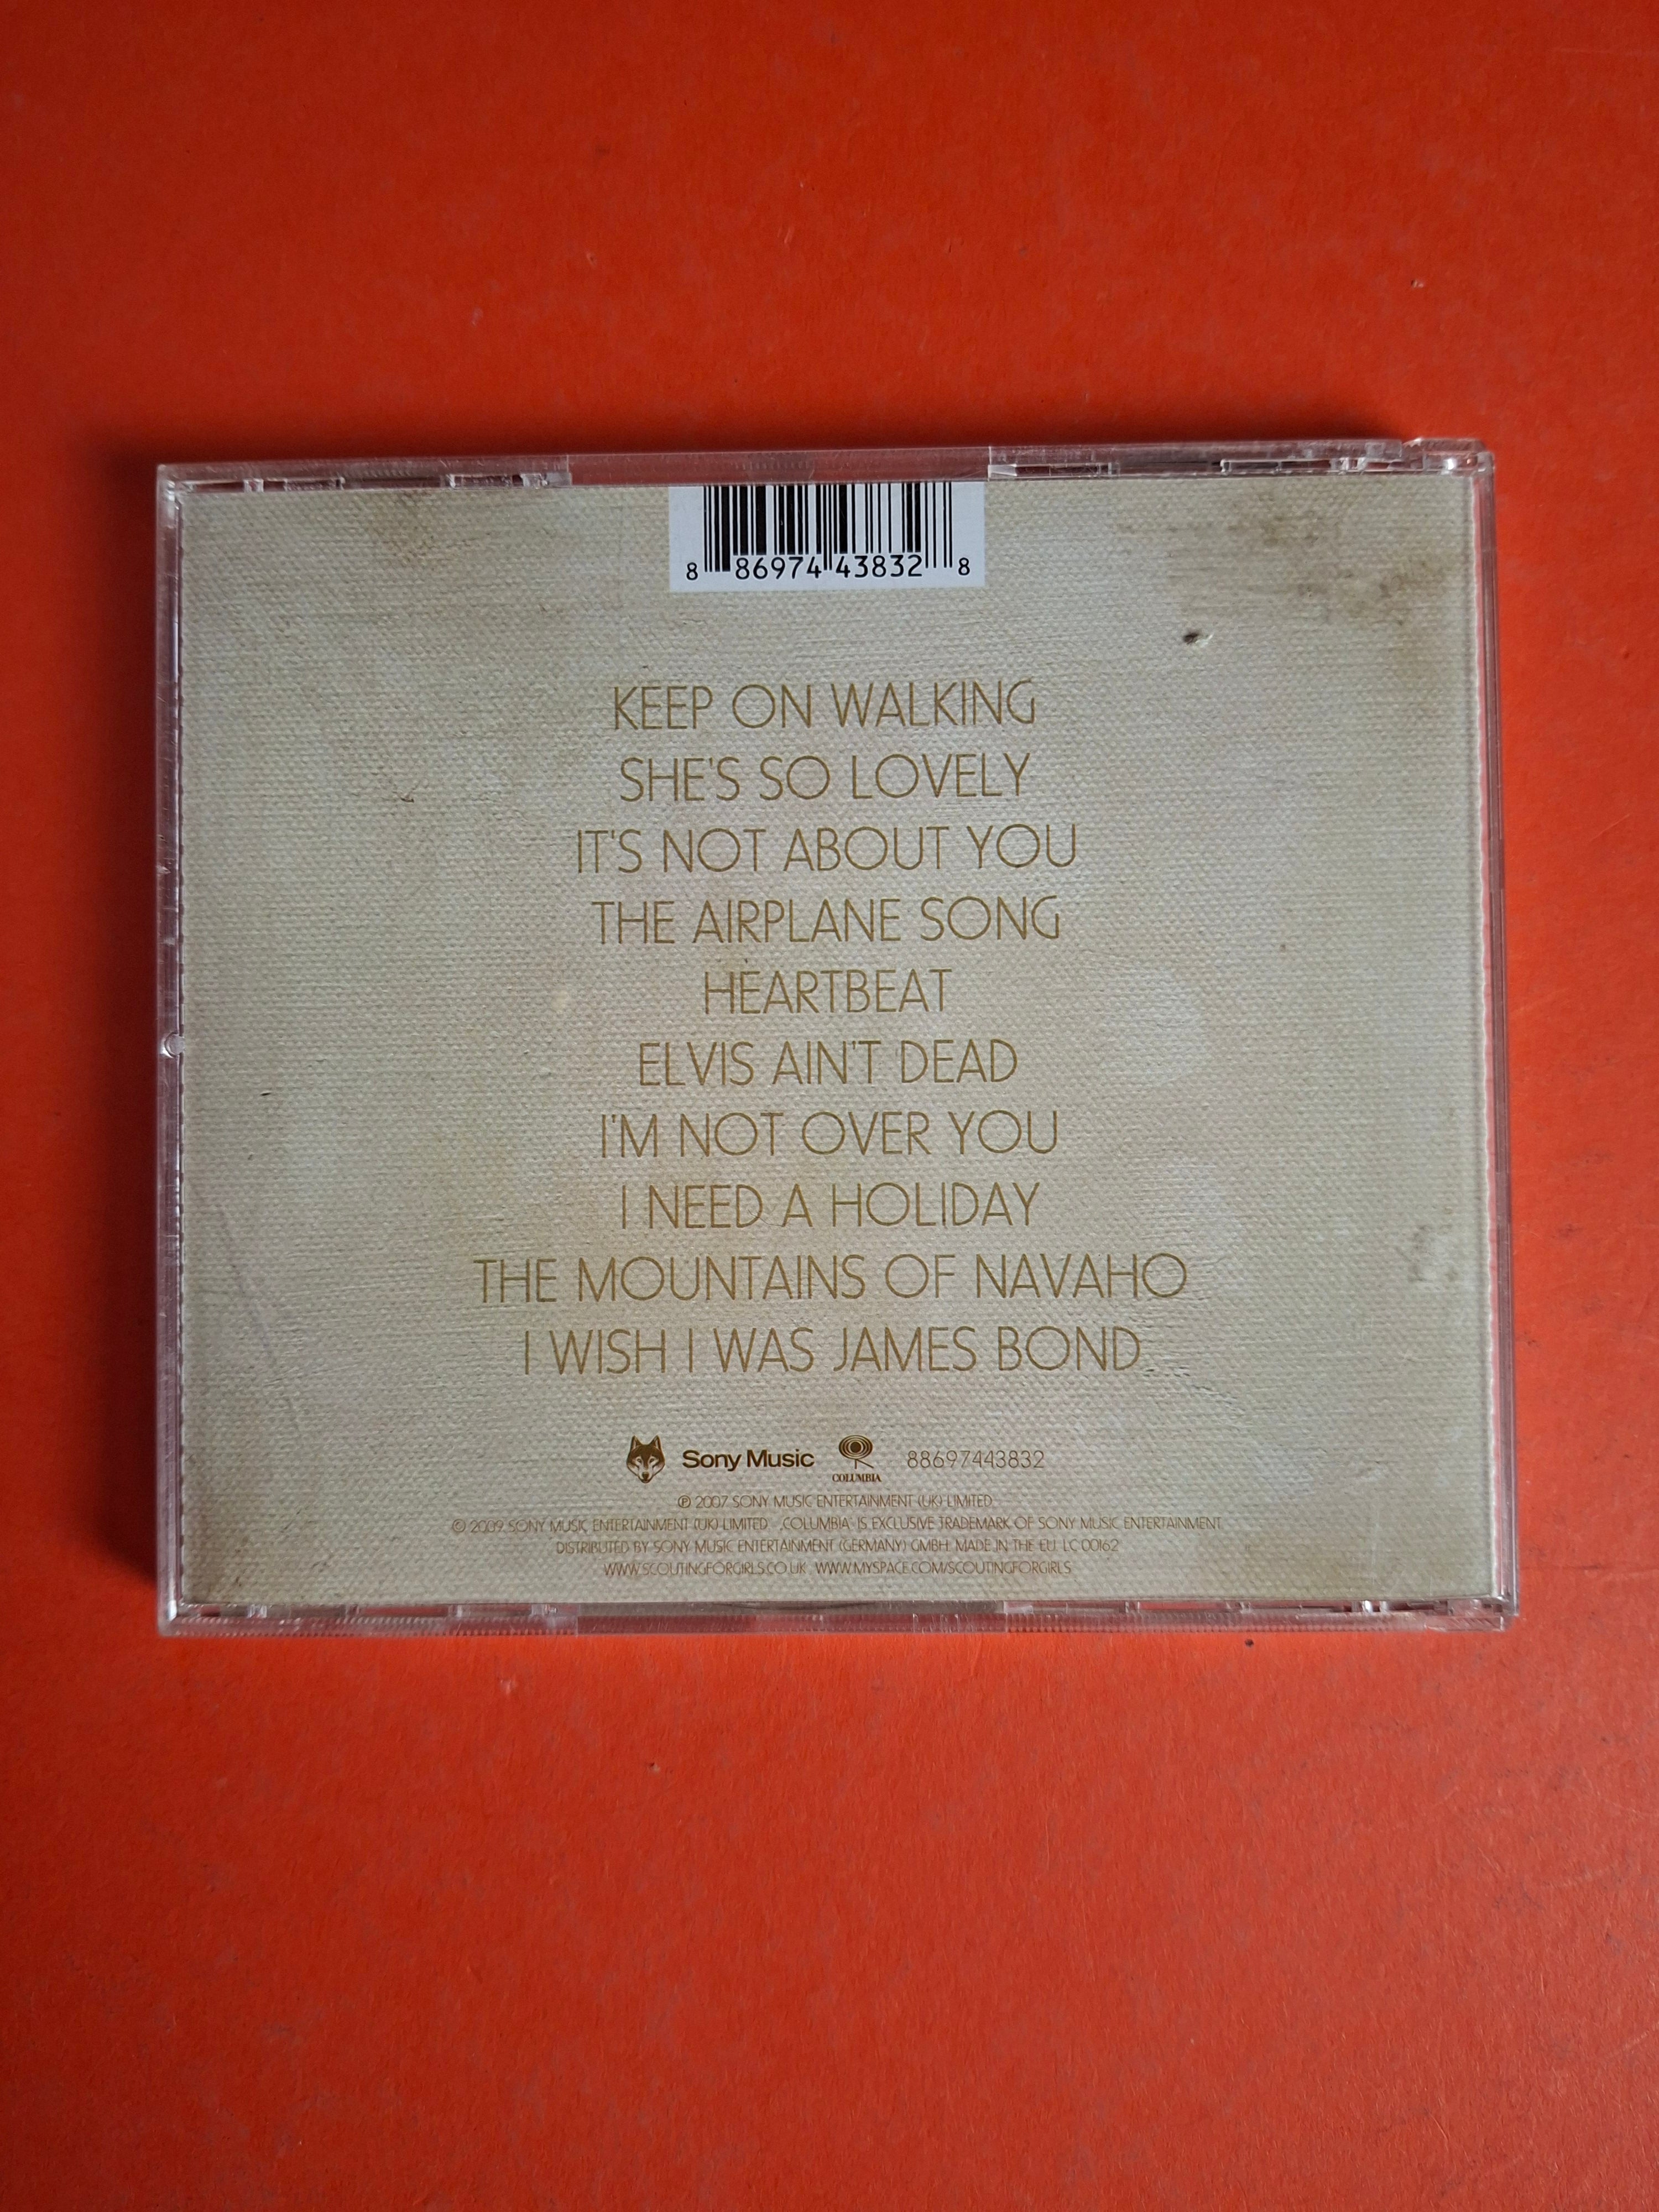 8 86974 43832 8
KEEP ON WALKING
SHE'S SO LOVELY
IT'S NOT ABOUT YOU
THE AIRPLANE SONG
HEARTBEAT
ELVIS AIN'T DEAD
I'M NOT OVER YOU
I NEED A HOLIDAY
THE MOUNTAINS OF NAVAHO
I WISH I WAS JAMES BOND
Sony Music COLUMBIA 88697443832
℗ 2007 SONY MUSIC ENTERTAINMENT (UK) LIMITED.
© 2009 SONY MUSIC ENTERTAINMENT (UK) LIMITED - „COLUMBIA" IS EXCLUSIVE TRADEMARK OF SONY MUSIC ENTERTAINMENT.
DISTRIBUTED BY SONY MUSIC ENTERTAINMENT (GERMANY) GMBH. MADE IN THE EU. LC 00162
WWW.SCOUTINGFORGIRLS.CO.UK WWW.MYSPACE.COM/SCOUTINGFORGIRLS